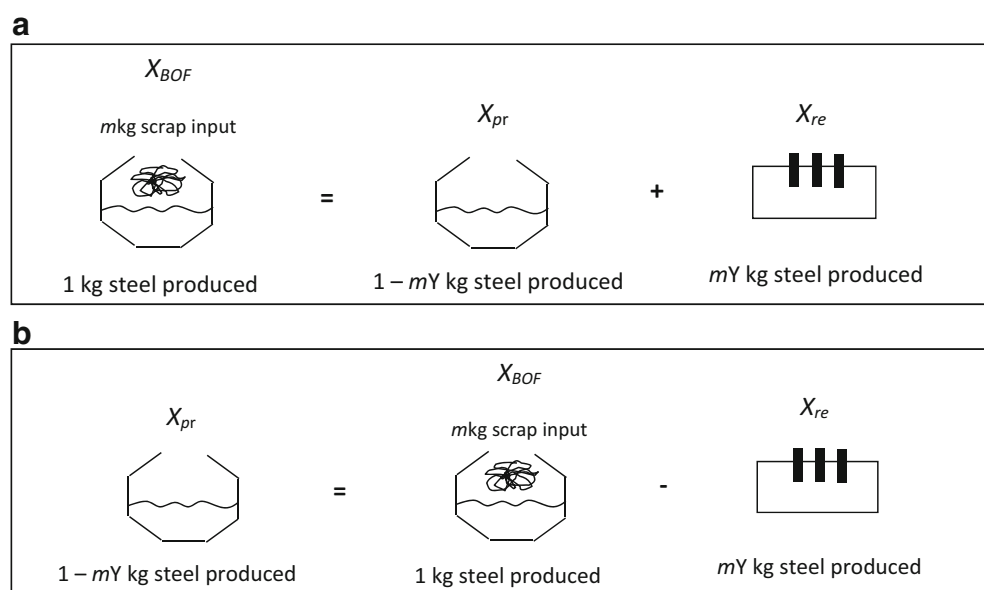 a
X_BOF
mkg scrap input
X_pr
X_re
=
+
1 kg steel produced
1 – mY kg steel produced
mY kg steel produced
b
X_BOF
X_pr
mkg scrap input
X_re
=
-
1 – mY kg steel produced
1 kg steel produced
mY kg steel produced